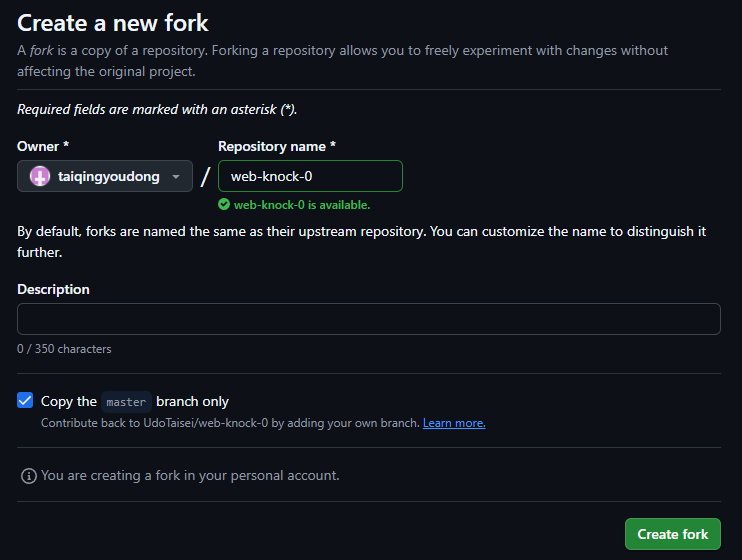 Create a new fork
A fork is a copy of a repository. Forking a repository allows you to freely experiment with changes without
affecting the original project.
Required fields are marked with an asterisk (*).
Owner *
Repository name *
taiqingyoudong
/
web-knock-0
web-knock-0 is available.
By default, forks are named the same as their upstream repository. You can customize the name to distinguish it
further.
Description
0 / 350 characters
Copy the master branch only
Contribute back to UdoTaisei/web-knock-0 by adding your own branch. Learn more.
You are creating a fork in your personal account.
Create fork